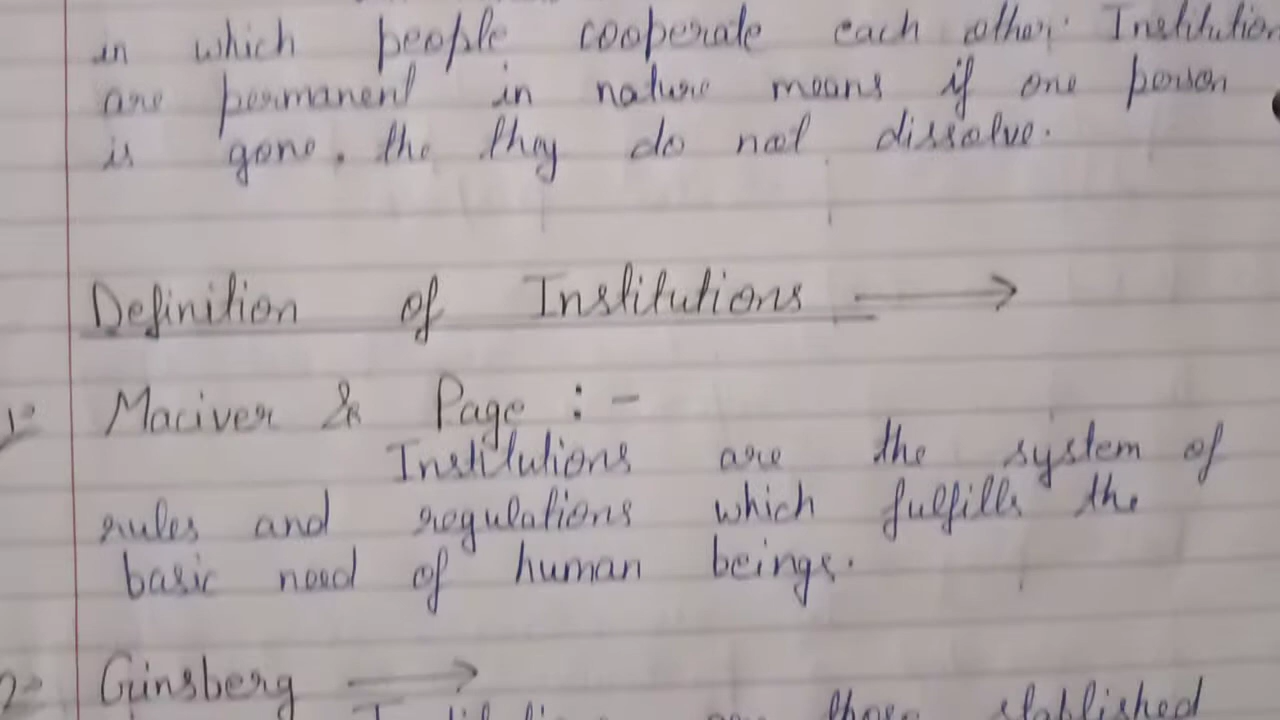 in which people cooperate each other. Institution
are permanent in nature means if one person
is gone, the they do not dissolve.
Definition of Institutions →
1= Maciver & Page :-
Institutions are the system of
rules and regulations which fulfills the
basic need of human beings.
2= Ginsberg →
those stablished